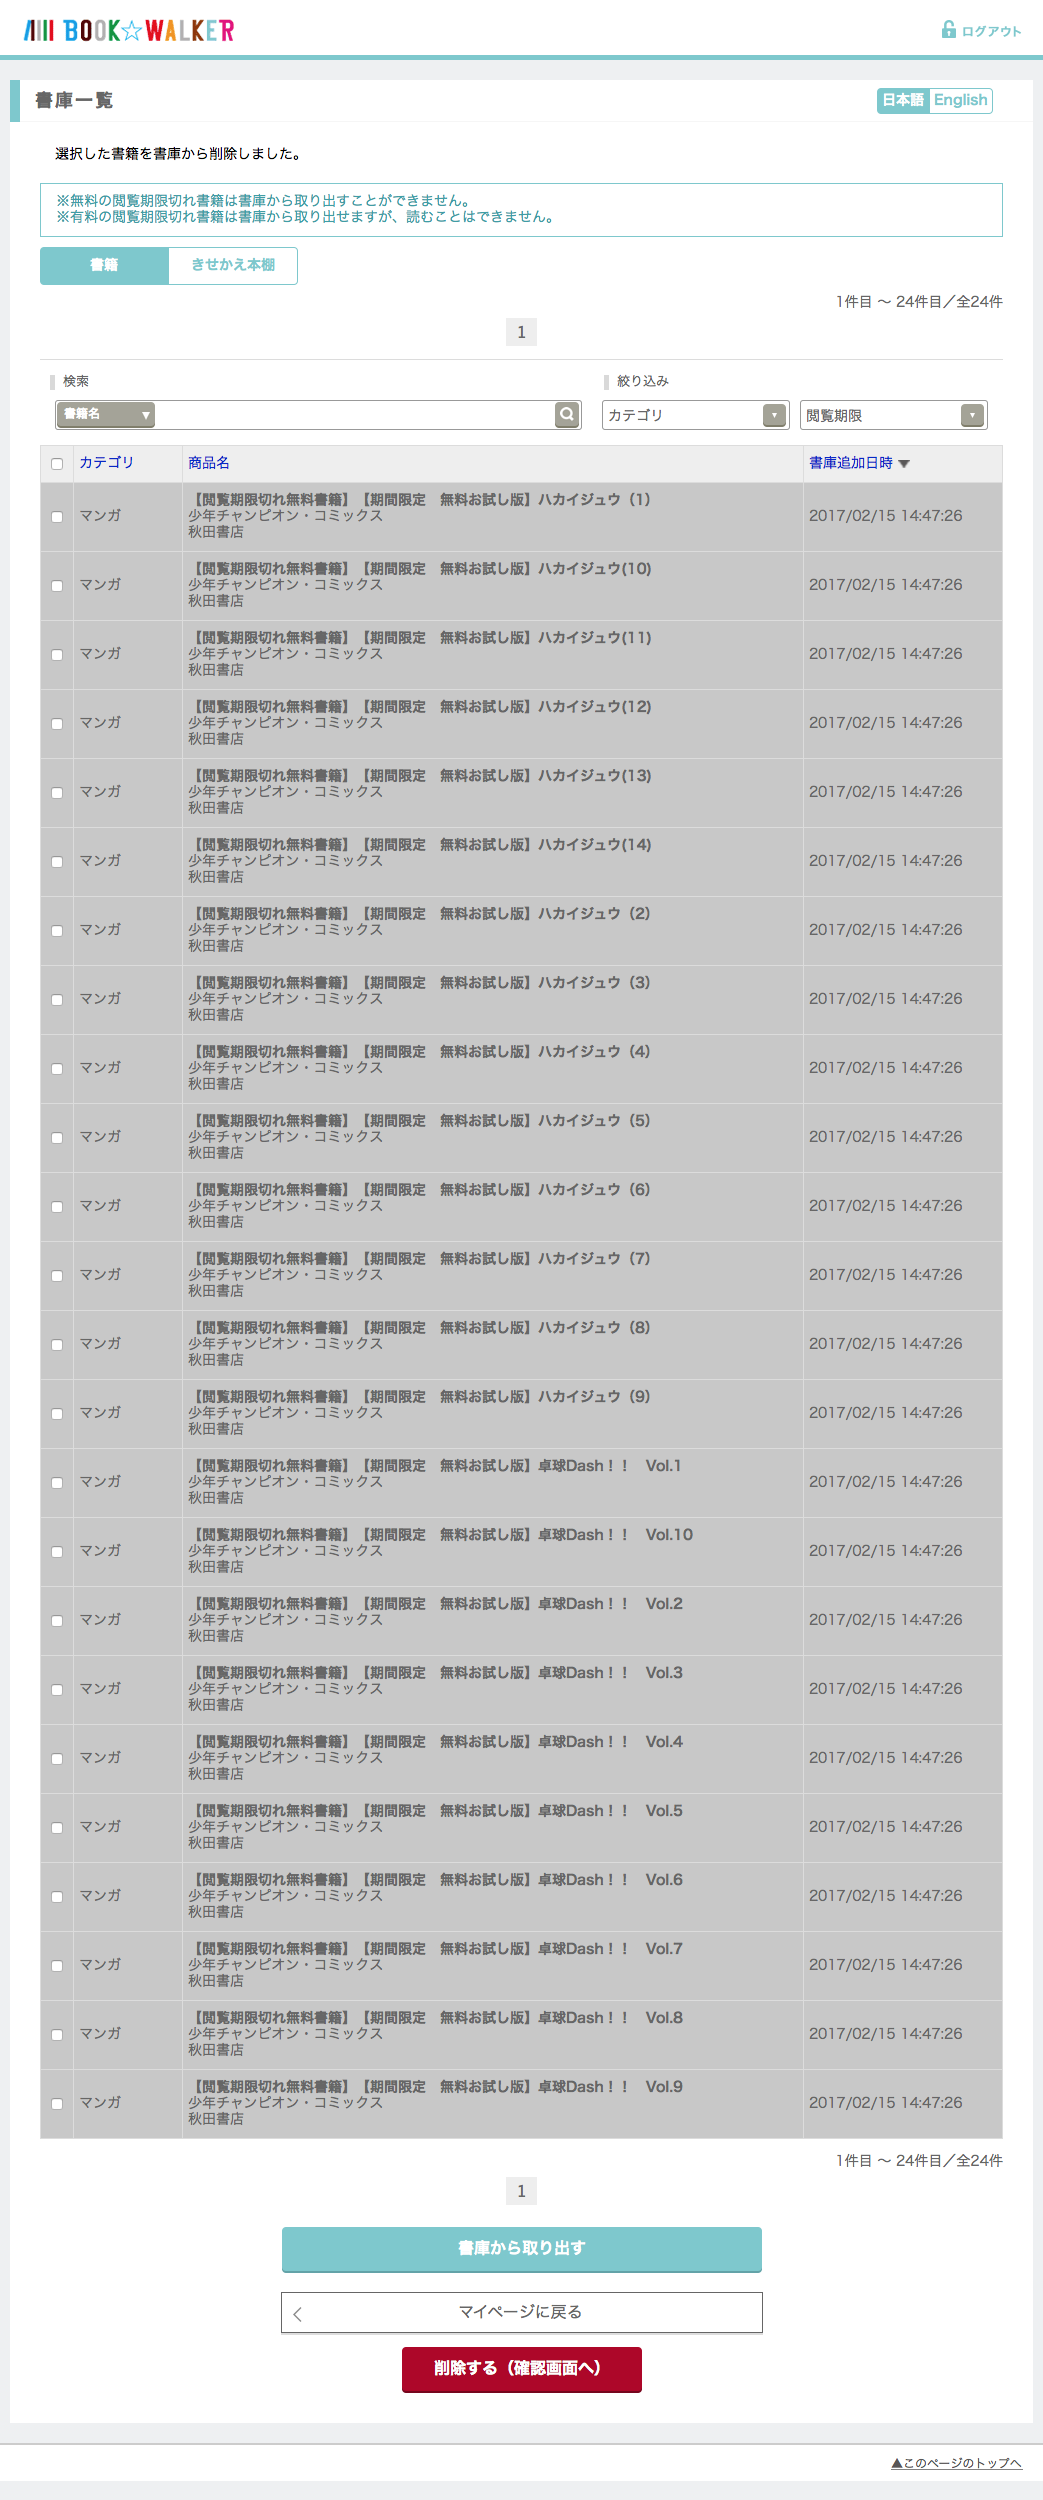 BOOK☆WALKER
ログアウト
書庫一覧
日本語 English
選択した書籍を書庫から削除しました。
※無料の閲覧期限切れ書籍は書庫から取り出すことができません。
※有料の閲覧期限切れ書籍は書庫から取り出せますが、読むことはできません。
書籍 きせかえ本棚
1件目 〜 24件目／全24件
1
検索 絞り込み
書籍名 ▼ カテゴリ ▼ 閲覧期限 ▼
カテゴリ 商品名 書庫追加日時 ▼
【閲覧期限切れ無料書籍】【期間限定　無料お試し版】ハカイジュウ（1）
マンガ 少年チャンピオン・コミックス 2017/02/15 14:47:26
秋田書店
【閲覧期限切れ無料書籍】【期間限定　無料お試し版】ハカイジュウ(10)
マンガ 少年チャンピオン・コミックス 2017/02/15 14:47:26
秋田書店
【閲覧期限切れ無料書籍】【期間限定　無料お試し版】ハカイジュウ(11)
マンガ 少年チャンピオン・コミックス 2017/02/15 14:47:26
秋田書店
【閲覧期限切れ無料書籍】【期間限定　無料お試し版】ハカイジュウ(12)
マンガ 少年チャンピオン・コミックス 2017/02/15 14:47:26
秋田書店
【閲覧期限切れ無料書籍】【期間限定　無料お試し版】ハカイジュウ(13)
マンガ 少年チャンピオン・コミックス 2017/02/15 14:47:26
秋田書店
【閲覧期限切れ無料書籍】【期間限定　無料お試し版】ハカイジュウ(14)
マンガ 少年チャンピオン・コミックス 2017/02/15 14:47:26
秋田書店
【閲覧期限切れ無料書籍】【期間限定　無料お試し版】ハカイジュウ（2）
マンガ 少年チャンピオン・コミックス 2017/02/15 14:47:26
秋田書店
【閲覧期限切れ無料書籍】【期間限定　無料お試し版】ハカイジュウ（3）
マンガ 少年チャンピオン・コミックス 2017/02/15 14:47:26
秋田書店
【閲覧期限切れ無料書籍】【期間限定　無料お試し版】ハカイジュウ（4）
マンガ 少年チャンピオン・コミックス 2017/02/15 14:47:26
秋田書店
【閲覧期限切れ無料書籍】【期間限定　無料お試し版】ハカイジュウ（5）
マンガ 少年チャンピオン・コミックス 2017/02/15 14:47:26
秋田書店
【閲覧期限切れ無料書籍】【期間限定　無料お試し版】ハカイジュウ（6）
マンガ 少年チャンピオン・コミックス 2017/02/15 14:47:26
秋田書店
【閲覧期限切れ無料書籍】【期間限定　無料お試し版】ハカイジュウ（7）
マンガ 少年チャンピオン・コミックス 2017/02/15 14:47:26
秋田書店
【閲覧期限切れ無料書籍】【期間限定　無料お試し版】ハカイジュウ（8）
マンガ 少年チャンピオン・コミックス 2017/02/15 14:47:26
秋田書店
【閲覧期限切れ無料書籍】【期間限定　無料お試し版】ハカイジュウ（9）
マンガ 少年チャンピオン・コミックス 2017/02/15 14:47:26
秋田書店
【閲覧期限切れ無料書籍】【期間限定　無料お試し版】卓球Dash！！　Vol.1
マンガ 少年チャンピオン・コミックス 2017/02/15 14:47:26
秋田書店
【閲覧期限切れ無料書籍】【期間限定　無料お試し版】卓球Dash！！　Vol.10
マンガ 少年チャンピオン・コミックス 2017/02/15 14:47:26
秋田書店
【閲覧期限切れ無料書籍】【期間限定　無料お試し版】卓球Dash！！　Vol.2
マンガ 少年チャンピオン・コミックス 2017/02/15 14:47:26
秋田書店
【閲覧期限切れ無料書籍】【期間限定　無料お試し版】卓球Dash！！　Vol.3
マンガ 少年チャンピオン・コミックス 2017/02/15 14:47:26
秋田書店
【閲覧期限切れ無料書籍】【期間限定　無料お試し版】卓球Dash！！　Vol.4
マンガ 少年チャンピオン・コミックス 2017/02/15 14:47:26
秋田書店
【閲覧期限切れ無料書籍】【期間限定　無料お試し版】卓球Dash！！　Vol.5
マンガ 少年チャンピオン・コミックス 2017/02/15 14:47:26
秋田書店
【閲覧期限切れ無料書籍】【期間限定　無料お試し版】卓球Dash！！　Vol.6
マンガ 少年チャンピオン・コミックス 2017/02/15 14:47:26
秋田書店
【閲覧期限切れ無料書籍】【期間限定　無料お試し版】卓球Dash！！　Vol.7
マンガ 少年チャンピオン・コミックス 2017/02/15 14:47:26
秋田書店
【閲覧期限切れ無料書籍】【期間限定　無料お試し版】卓球Dash！！　Vol.8
マンガ 少年チャンピオン・コミックス 2017/02/15 14:47:26
秋田書店
【閲覧期限切れ無料書籍】【期間限定　無料お試し版】卓球Dash！！　Vol.9
マンガ 少年チャンピオン・コミックス 2017/02/15 14:47:26
秋田書店
1件目 〜 24件目／全24件
1
書庫から取り出す
マイページに戻る
削除する（確認画面へ）
▲このページのトップへ